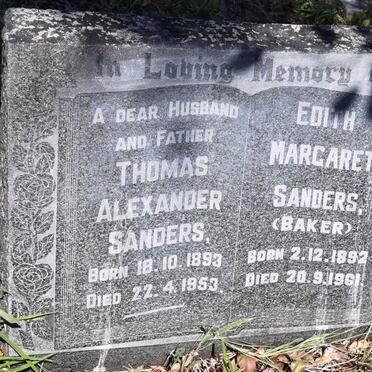 In Loving Memory
A DEAR HUSBAND
AND FATHER
THOMAS
ALEXANDER
SANDERS,
BORN 18.10.1893
DIED 22.4.1953.
EDITH
MARGARET
SANDERS,
(BAKER)
BORN 2.12.1892
DIED 20.9.1961.